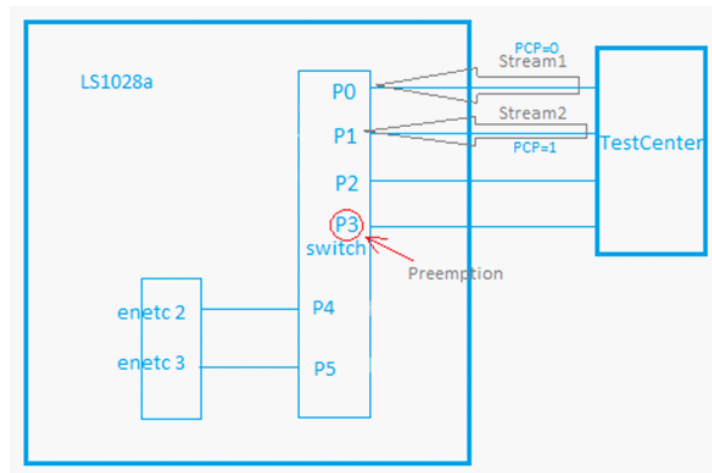 LS1028a
PCP=0
Stream1
P0
Stream2
P1
PCP=1
TestCenter
P2
P3
switch
Preemption
enetc 2
P4
enetc 3
P5